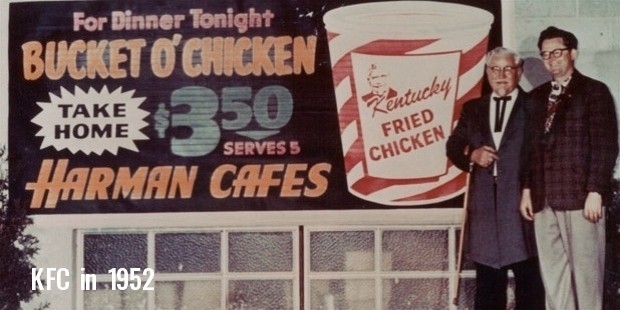 For Dinner Tonight
BUCKET O' CHICKEN
TAKE
HOME
$3.50
SERVES 5
HARMAN CAFES
Kentucky
FRIED
CHICKEN
KFC in 1952